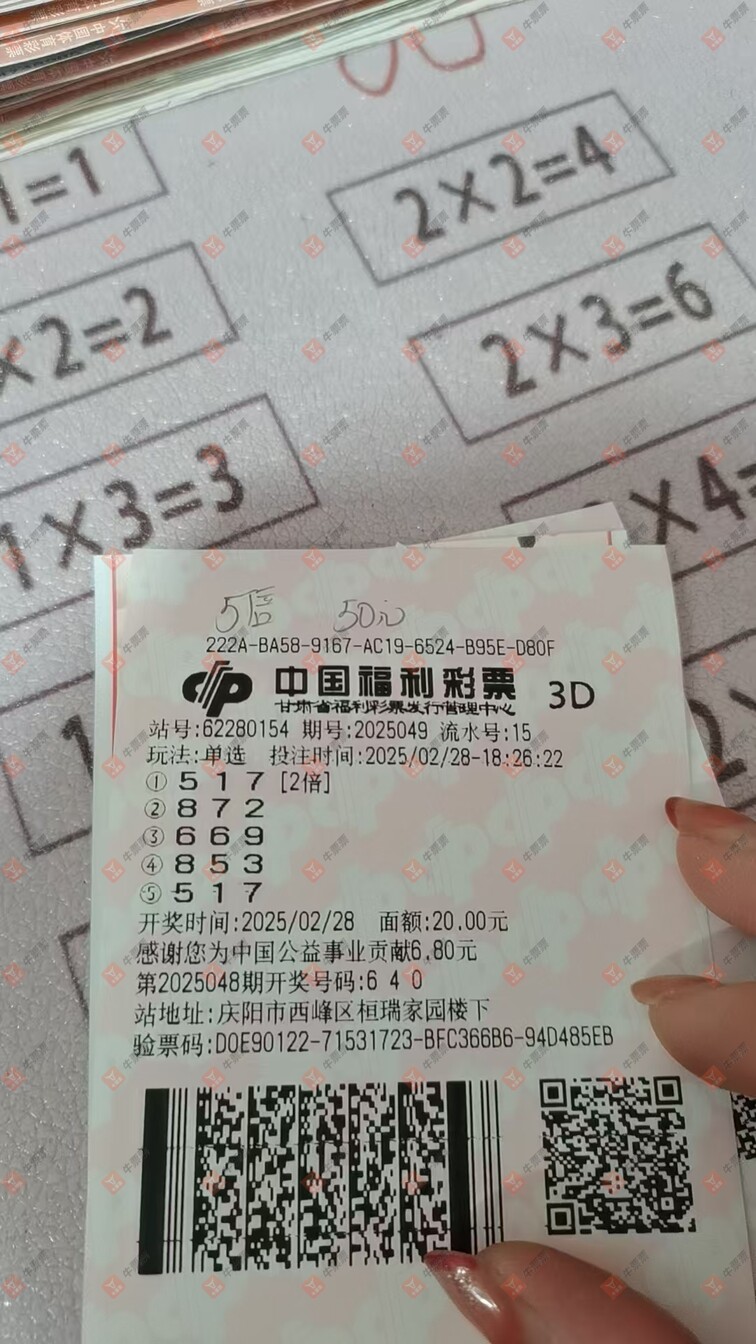 1=1
2×2=4
×2=2
2×3=6
1×3=3
×4=
5倍 50元
222A-BA58-9167-AC19-6524-B95E-D80F
中国福利彩票 3D
甘肃省福利彩票发行管理中心
站号:62280154 期号:2025049 流水号:15
玩法:单选 投注时间:2025/02/28-18:26:22
① 5 1 7 [2倍]
② 8 7 2
③ 6 6 9
④ 8 5 3
⑤ 5 1 7
开奖时间:2025/02/28 面额:20.00元
感谢您为中国公益事业贡献6.80元
第2025048期开奖号码:6 4 0
站地址:庆阳市西峰区桓瑞家园楼下
验票码:D0E90122-71531723-BFC366B6-94D485EB
牛票票